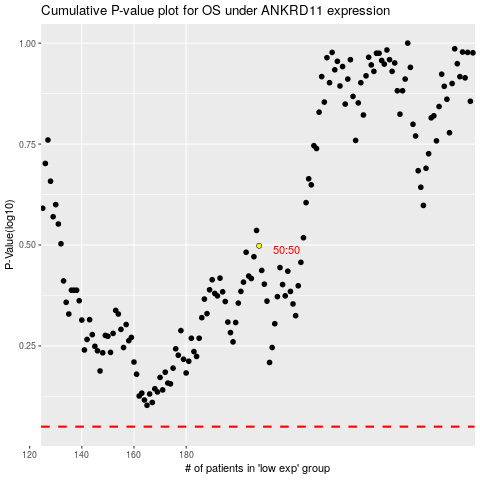 Cumulative P-value plot for OS under ANKRD11 expression
P-Value(log10)
1.00
0.75
0.50
0.25
50:50
120 140 160 180
# of patients in 'low exp' group